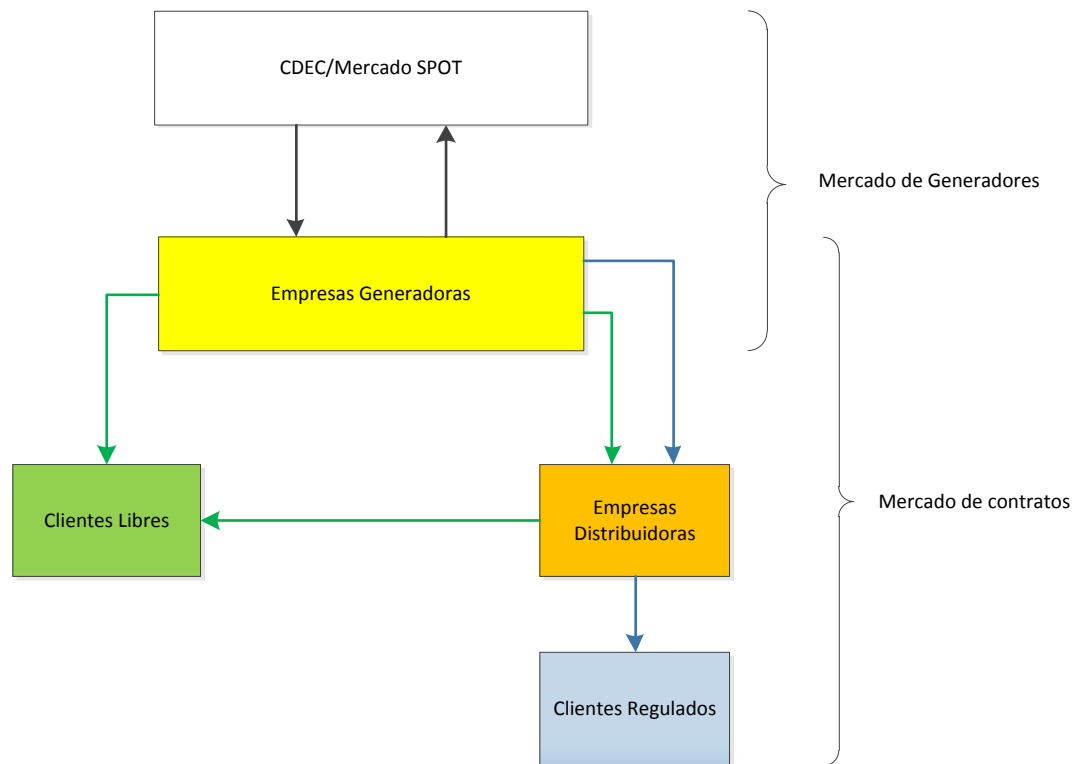 CDEC/Mercado SPOT
Mercado de Generadores
Empresas Generadoras
Clientes Libres
Empresas
Distribuidoras
Mercado de contratos
Clientes Regulados